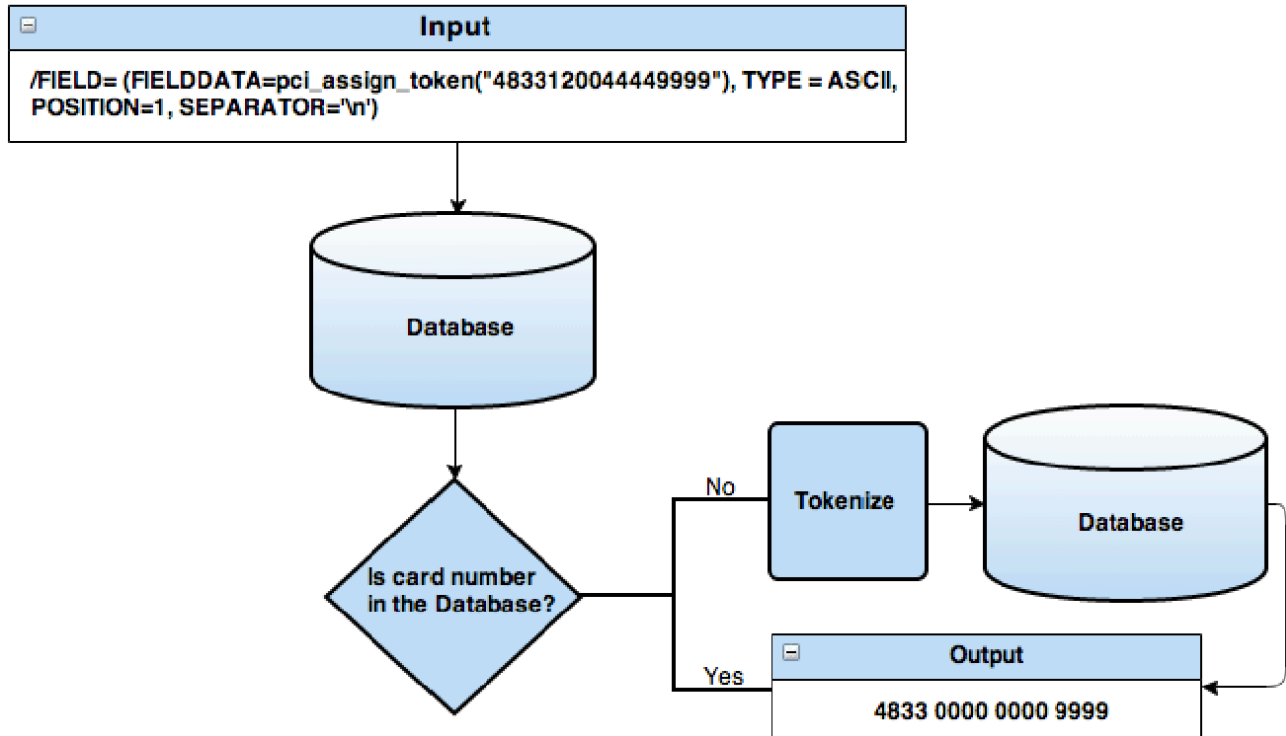 Input
/FIELD= (FIELDDATA=pci_assign_token("4833120044449999"), TYPE = ASCII,
POSITION=1, SEPARATOR='\n')
Database
Is card number
in the Database?
No
Tokenize
Database
Yes
Output
4833 0000 0000 9999